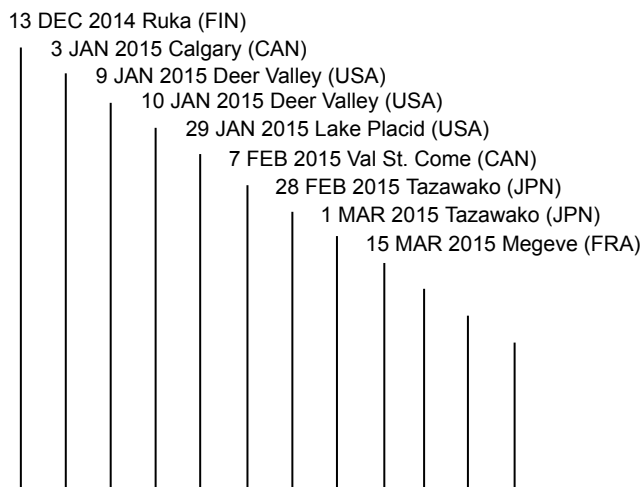 13 DEC 2014 Ruka (FIN)
3 JAN 2015 Calgary (CAN)
9 JAN 2015 Deer Valley (USA)
10 JAN 2015 Deer Valley (USA)
29 JAN 2015 Lake Placid (USA)
7 FEB 2015 Val St. Come (CAN)
28 FEB 2015 Tazawako (JPN)
1 MAR 2015 Tazawako (JPN)
15 MAR 2015 Megeve (FRA)